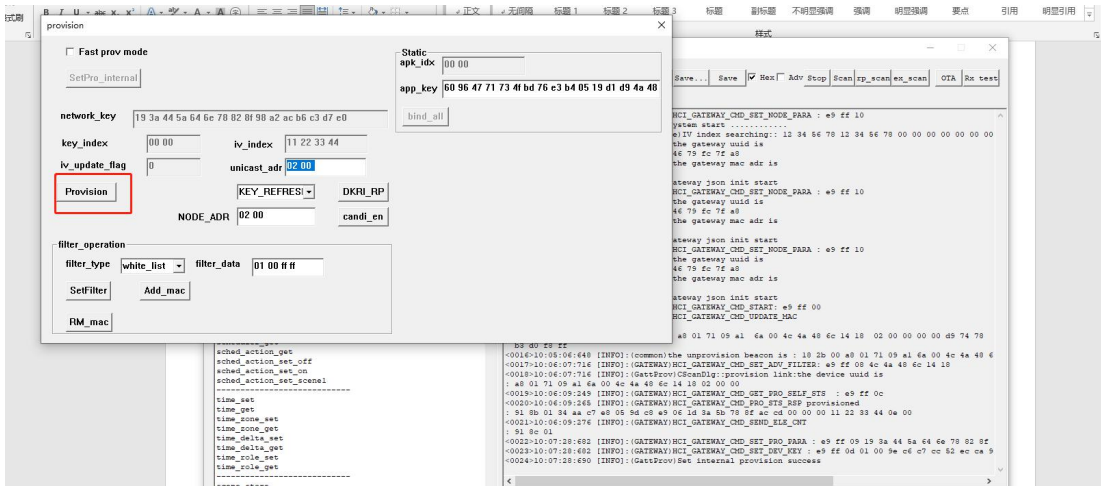 式刷
B I U abc X₂ X² A A A
正文 无间隔 标题 1 标题 2 标题 3 标题 副标题 不明显强调 强调 明显强调 要点 引用 明显引用
样式
provision
Fast prov mode
SetPro_internal
network_key 19 3a 44 5a 64 6e 78 82 8f 98 a2 ac b6 c3 d7 e0
key_index 00 00 iv_index 11 22 33 44
iv_update_flag 0 unicast_adr 02 00
Provision KEY_REFRESI DKRI_RP
NODE_ADR 02 00 candi_en
Static
apk_idx 00 00
app_key 60 96 47 71 73 4f bd 76 e3 b4 05 19 d1 d9 4a 48
bind_all
filter_operation
filter_type white_list filter_data 01 00 ff ff
SetFilter Add_mac
RM_mac
Save... Save Hex Adv Stop Scan rp_scan ex_scan OTA Rx test
HCI_GATEWAY_CMD_SET_NODE_PARA : e9 ff 10
ystem start ............
e)IV index searching:: 12 34 56 78 12 34 56 78 00 00 00 00 00 00 00
the gateway uuid is
46 79 fc 7f a8
the gateway mac adr is
ateway json init start
HCI_GATEWAY_CMD_SET_NODE_PARA : e9 ff 10
the gateway uuid is
46 79 fc 7f a8
the gateway mac adr is
ateway json init start
HCI_GATEWAY_CMD_SET_NODE_PARA : e9 ff 10
the gateway uuid is
46 79 fc 7f a8
the gateway mac adr is
ateway json init start
HCI_GATEWAY_CMD_START: e9 ff 00
HCI_GATEWAY_CMD_UPDATE_MAC
a8 01 71 09 a1 6a 00 4c 4a 48 6c 14 18 02 00 00 00 00 d9 74 78
b3 d0 f8 ff
<0016>10:05:06:648 [INFO]:(common)the unprovision beacon is : 18 2b 00 a8 01 71 09 a1 6a 00 4c 4a 48 6
<0017>10:06:07:716 [INFO]:(GATEWAY)HCI_GATEWAY_CMD_SET_ADV_FILTER: e9 ff 08 4c 4a 48 6c 14 18
<0018>10:06:07:716 [INFO]:(GattProv)CScanDlg::provision link:the device uuid is
: a8 01 71 09 a1 6a 00 4c 4a 48 6c 14 18 02 00 00
<0019>10:06:09:249 [INFO]:(GATEWAY)HCI_GATEWAY_CMD_GET_PRO_SELF_STS : e9 ff 0c
<0020>10:06:09:265 [INFO]:(GATEWAY)HCI_GATEWAY_CMD_PRO_STS_RSP provisioned
: 91 8b 01 34 aa c7 e8 05 9d c8 e9 06 1d 3a 5b 78 8f ac cd 00 00 00 11 22 33 44 0e 00
<0021>10:06:09:276 [INFO]:(GATEWAY)HCI_GATEWAY_CMD_SEND_ELE_CNT
: 91 8c 01
<0022>10:07:28:682 [INFO]:(GATEWAY)HCI_GATEWAY_CMD_SET_PRO_PARA : e9 ff 09 19 3a 44 5a 64 6e 78 82 8f
<0023>10:07:28:682 [INFO]:(GATEWAY)HCI_GATEWAY_CMD_SET_DEV_KEY : e9 ff 0d 01 00 9e c6 c7 cc 52 ec ca 9
<0024>10:07:28:690 [INFO]:(GattProv)Set internal provision success
sched_action_get
sched_action_set_off
sched_action_set_on
sched_action_set_scene1
----------------------------
time_set
time_get
time_zone_set
time_zone_get
time_delta_set
time_delta_get
time_role_set
time_role_get
----------------------------